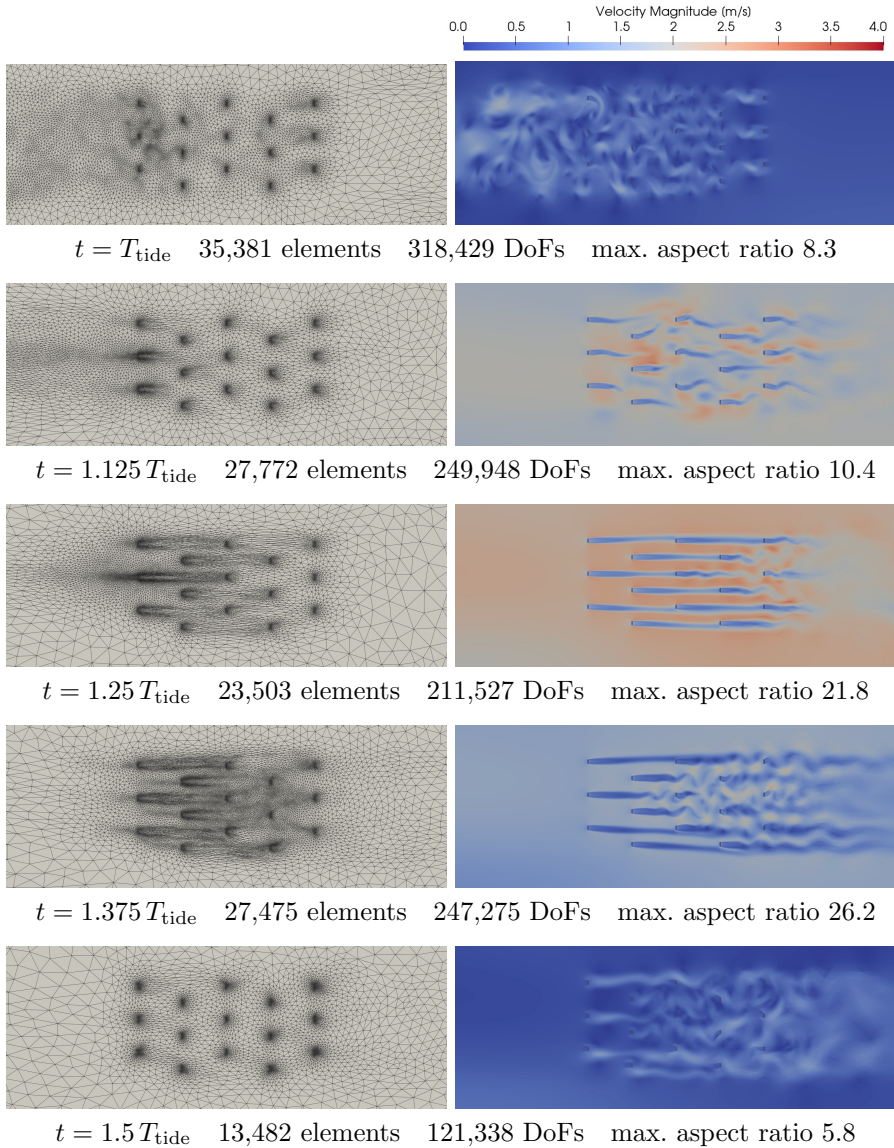 Velocity Magnitude [m/s]
0.0 0.5 1 1.5 2 2.5 3 3.5 4.0
t = T_tide 35,381 elements 318,429 DoFs max. aspect ratio 8.3
t = 1.125 T_tide 27,772 elements 249,948 DoFs max. aspect ratio 10.4
t = 1.25 T_tide 23,503 elements 211,527 DoFs max. aspect ratio 21.8
t = 1.375 T_tide 27,475 elements 247,275 DoFs max. aspect ratio 26.2
t = 1.5 T_tide 13,482 elements 121,338 DoFs max. aspect ratio 5.8